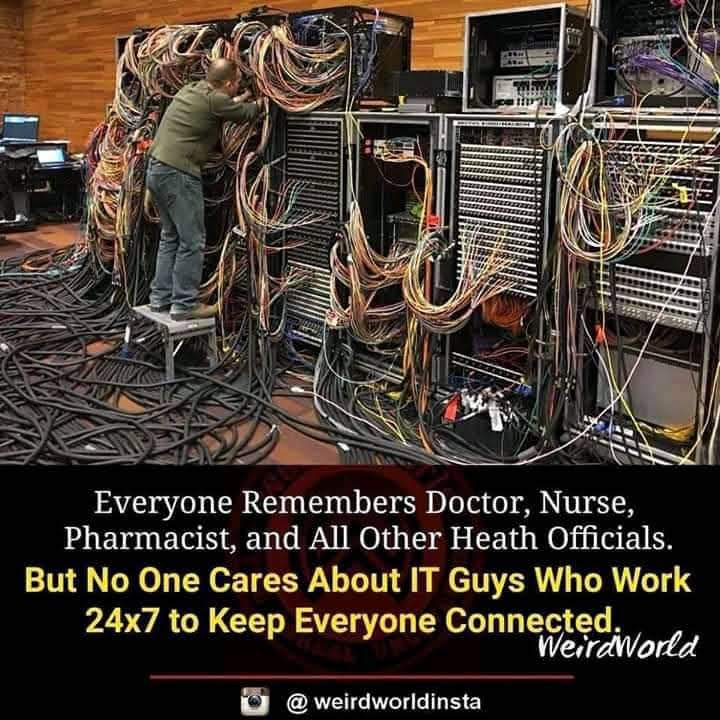 Everyone Remembers Doctor, Nurse,
Pharmacist, and All Other Heath Officials.
But No One Cares About IT Guys Who Work
24x7 to Keep Everyone Connected.
WeirdWorld
@ weirdworldinsta